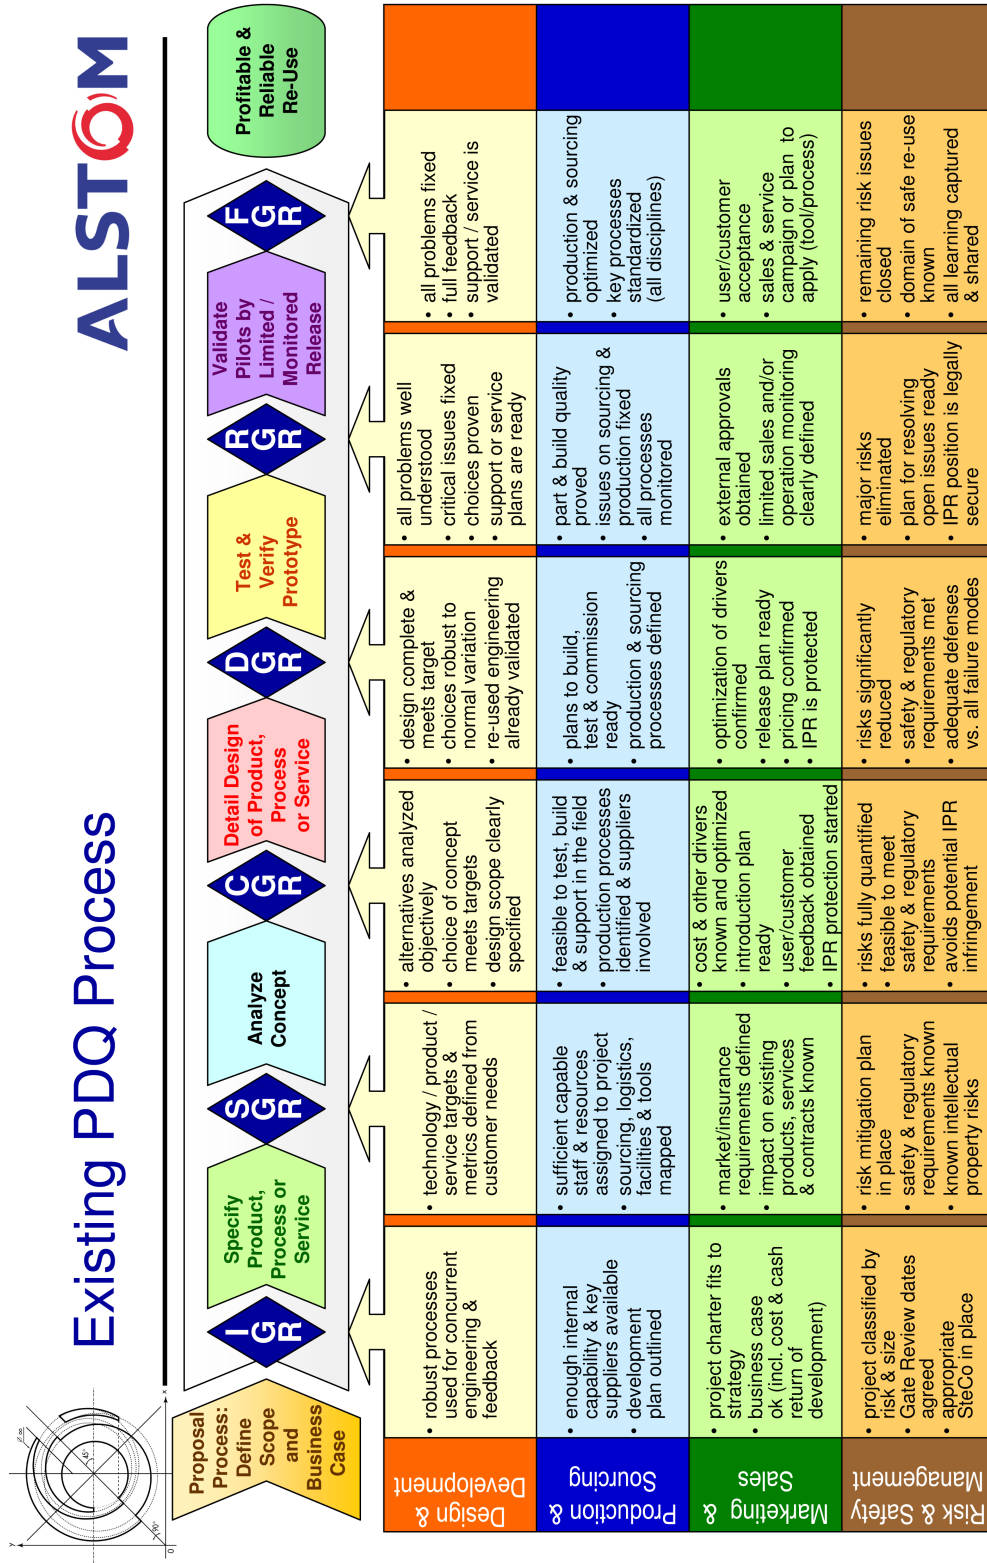 Existing PDQ Process
ALSTOM
y
x
0
45°
90°
Proposal
Process:
Define
Scope
and
Business
Case
I
G
R
Specify
Product,
Process or
Service
S
G
R
Analyze
Concept
C
G
R
Detail Design
of Product,
Process
or Service
D
G
R
Test &
Verify
Prototype
R
G
R
Validate
Pilots by
Limited /
Monitored
Release
F
G
R
Profitable &
Reliable
Re-Use
Design &
Development
• robust processes
used for concurrent
engineering &
feedback
• technology / product /
service targets &
metrics defined from
customer needs
• alternatives analyzed
objectively
• choice of concept
meets targets
• design scope clearly
specified
• design complete &
meets target
• choices robust to
normal variation
• re-used engineering
already validated
• all problems well
understood
• critical issues fixed
• choices proven
• support or service
plans are ready
• all problems fixed
• full feedback
• support / service is
validated
Production &
Sourcing
• enough internal
capability & key
suppliers available
• development
plan outlined
• sufficient capable
staff & resources
assigned to project
• sourcing, logistics,
facilities & tools
mapped
• feasible to test, build
& support in the field
• production processes
identified & suppliers
involved
• plans to build,
test & commission
ready
• production & sourcing
processes defined
• part & build quality
proved
• issues on sourcing &
production fixed
• all processes
monitored
• production & sourcing
optimized
• key processes
standardized
(all disciplines)
Marketing &
Sales
• project charter fits to
strategy
• business case
ok (incl. cost & cash
return of
development)
• market/insurance
requirements defined
• impact on existing
products, services
& contracts known
• cost & other drivers
known and optimized
• introduction plan
ready
• user/customer
feedback obtained
• IPR protection started
• optimization of drivers
confirmed
• release plan ready
• pricing confirmed
• IPR is protected
• external approvals
obtained
• limited sales and/or
operation monitoring
clearly defined
• user/customer
acceptance
• sales & service
campaign or plan to
apply (tool/process)
Risk & Safety
Management
• project classified by
risk & size
• Gate Review dates
agreed
• appropriate
SteCo in place
• risk mitigation plan
in place
• safety & regulatory
requirements known
• known intellectual
property risks
• risks fully quantified
• feasible to meet
safety & regulatory
requirements
• avoids potential IPR
infringement
• risks significantly
reduced
• safety & regulatory
requirements met
• adequate defenses
vs. all failure modes
• major risks
eliminated
• plan for resolving
open issues ready
• IPR position is legally
secure
• remaining risk issues
closed
• domain of safe re-use
known
• all learning captured
& shared